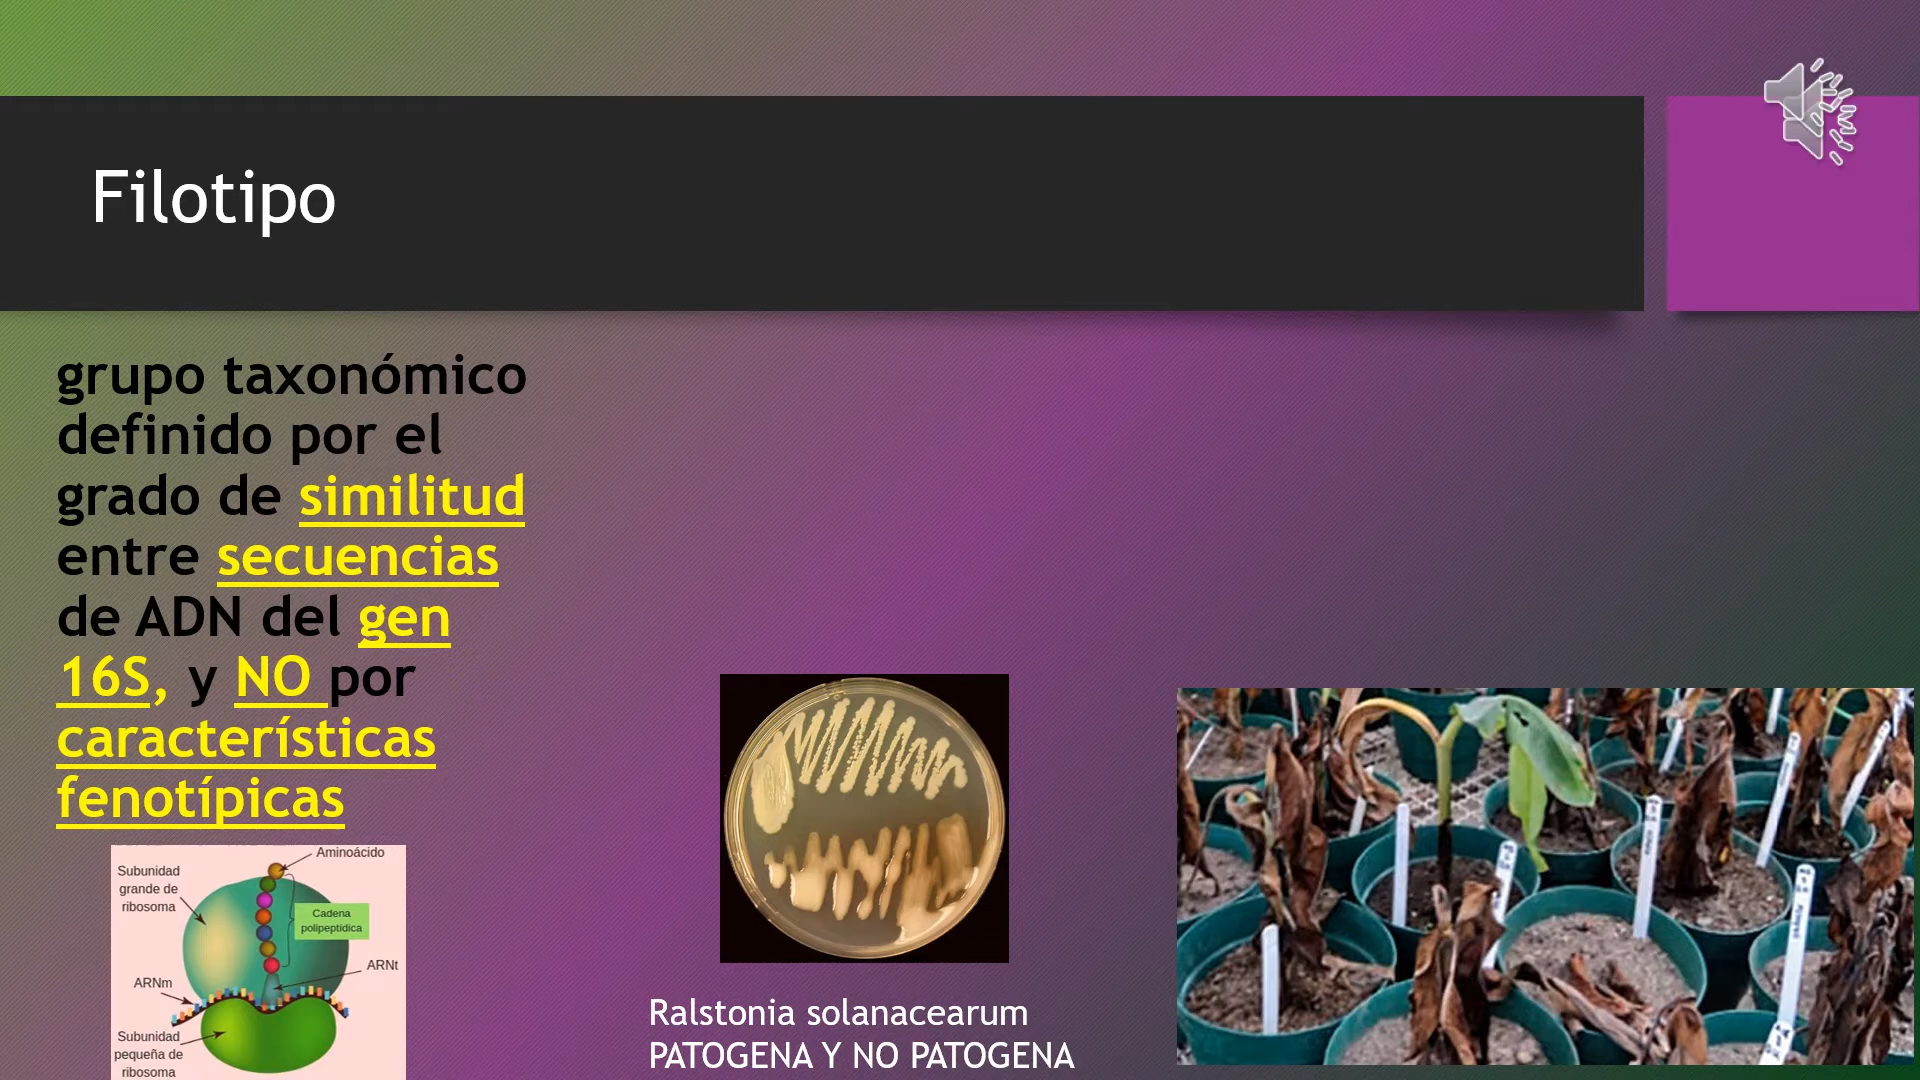 Filotipo
grupo taxonómico
definido por el
grado de similitud
entre secuencias
de ADN del gen
16S, y NO por
características
fenotípicas
Aminoácido
Subunidad
grande de
ribosoma
Cadena
polipeptídica
ARNt
ARNm
Subunidad
pequeña de
ribosoma
Ralstonia solanacearum
PATOGENA Y NO PATOGENA